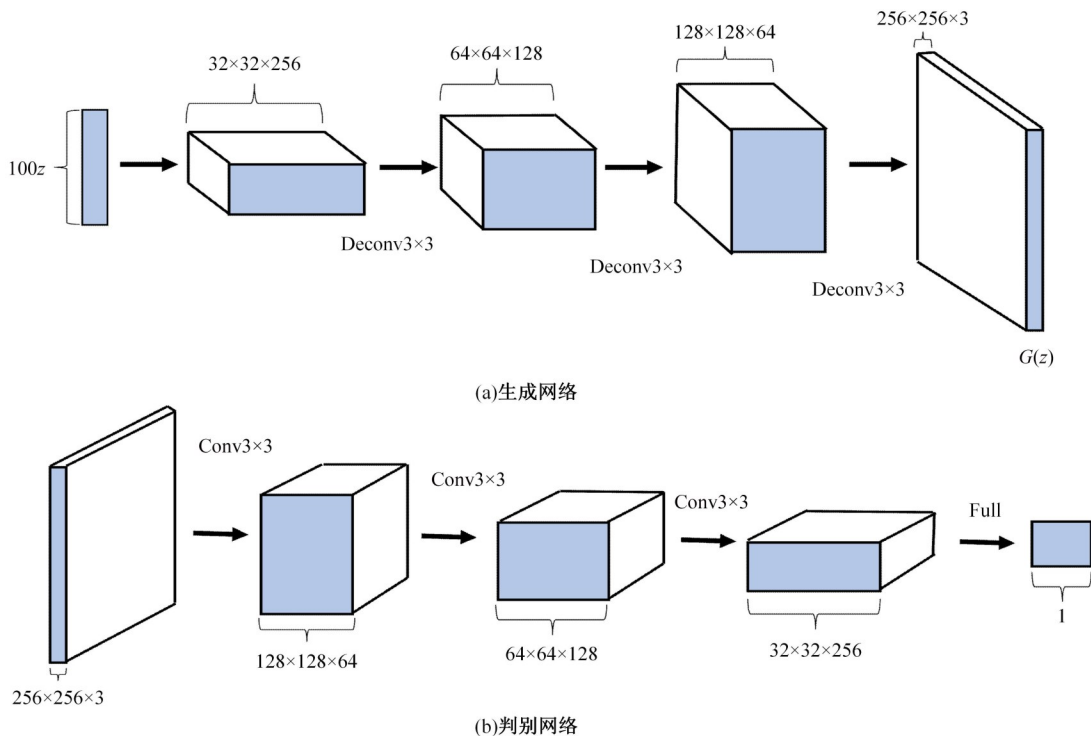 256×256×3
128×128×64
64×64×128
32×32×256
100z
Deconv3×3
Deconv3×3
Deconv3×3
G(z)
(a)生成网络
Conv3×3
Conv3×3
Conv3×3
Full
1
128×128×64
64×64×128
32×32×256
256×256×3
(b)判别网络